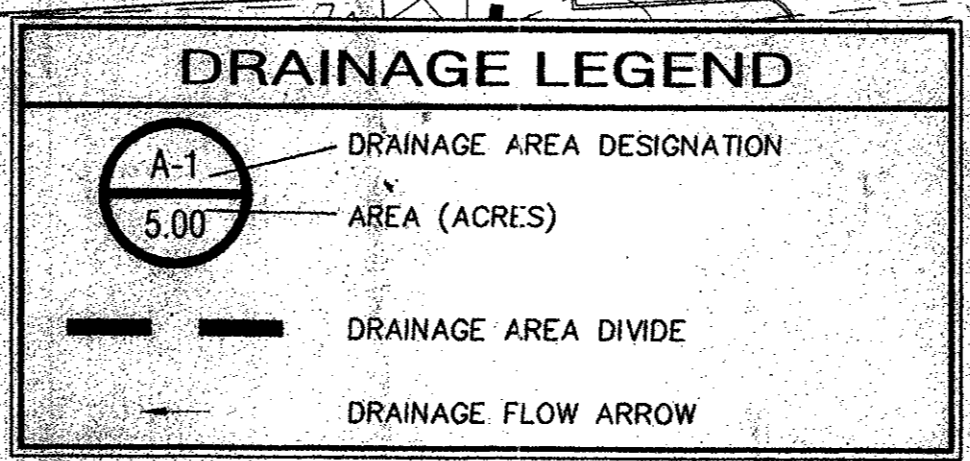 DRAINAGE LEGEND
A-1
DRAINAGE AREA DESIGNATION
5.00
AREA (ACRES)
DRAINAGE AREA DIVIDE
DRAINAGE FLOW ARROW